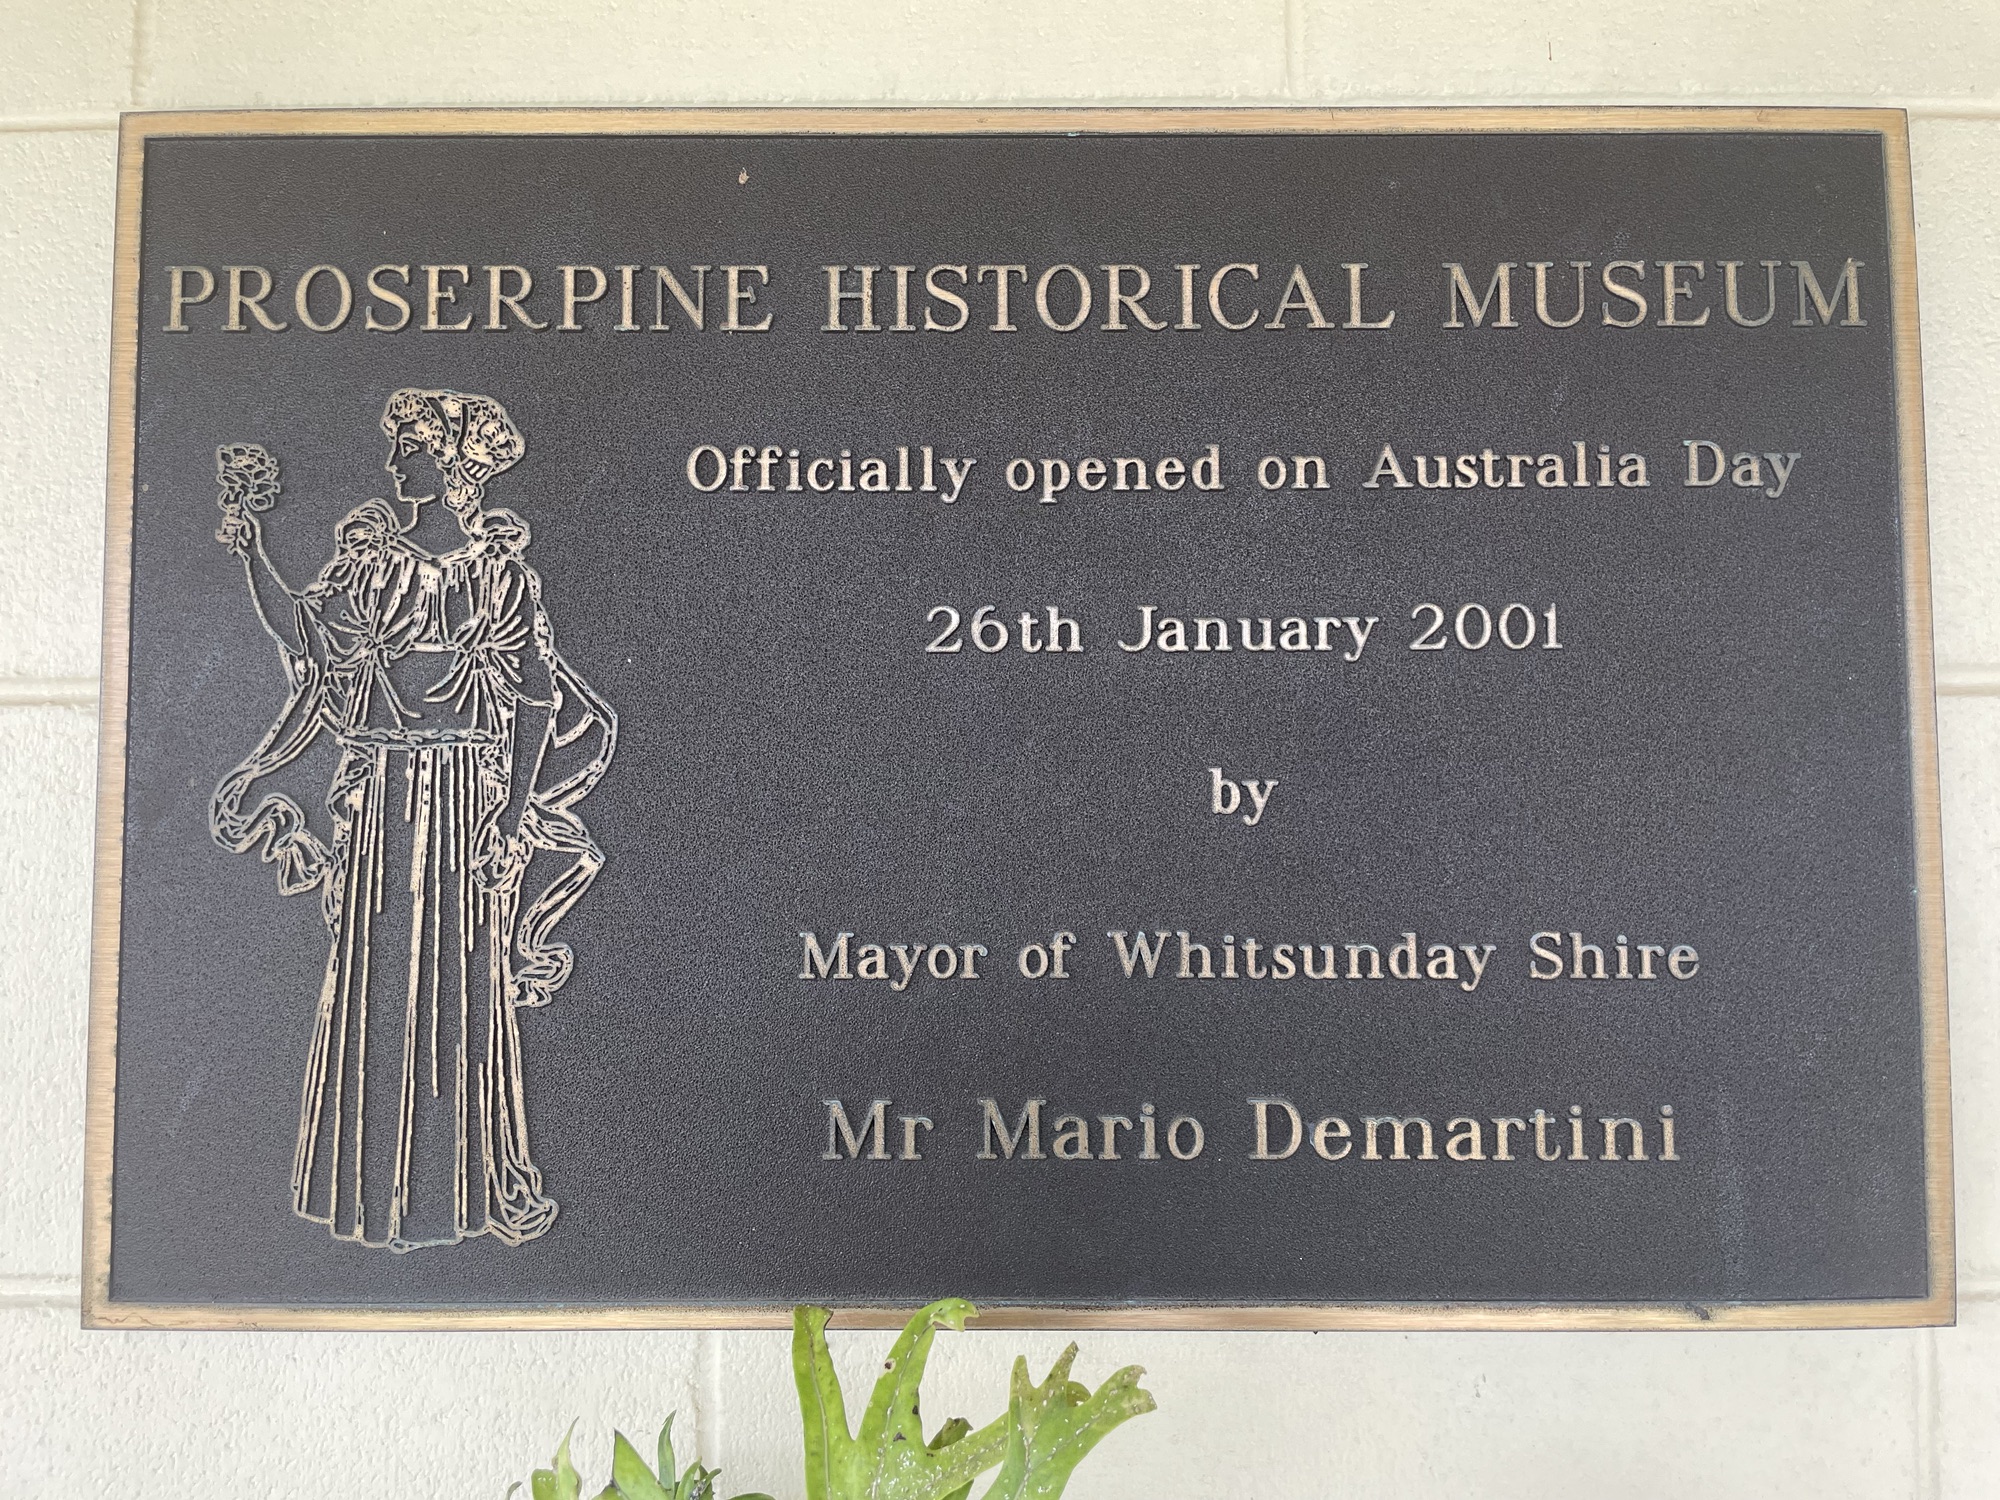 PROSERPINE HISTORICAL MUSEUM
Officially opened on Australia Day
26th January 2001
by
Mayor of Whitsunday Shire
Mr Mario Demartini